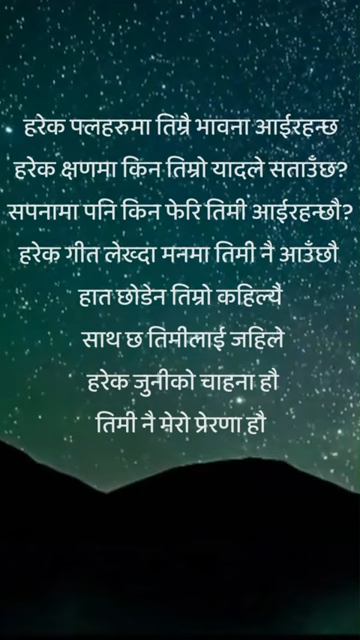 हरेक पलहरुमा तिम्रै भावना आईरहन्छ
हरेक क्षणमा किन तिम्रो यादले सताउँछ?
सपनामा पनि किन फेरि तिमी आईरहन्छौ?
हरेक गीत लेख्दा मनमा तिमी नै आउँछौ
हात छोडेन तिम्रो कहिल्यै
साथ छ तिमीलाई जहिले
हरेक जुनीको चाहना हौ
तिमी नै मेरो प्रेरणा हौ